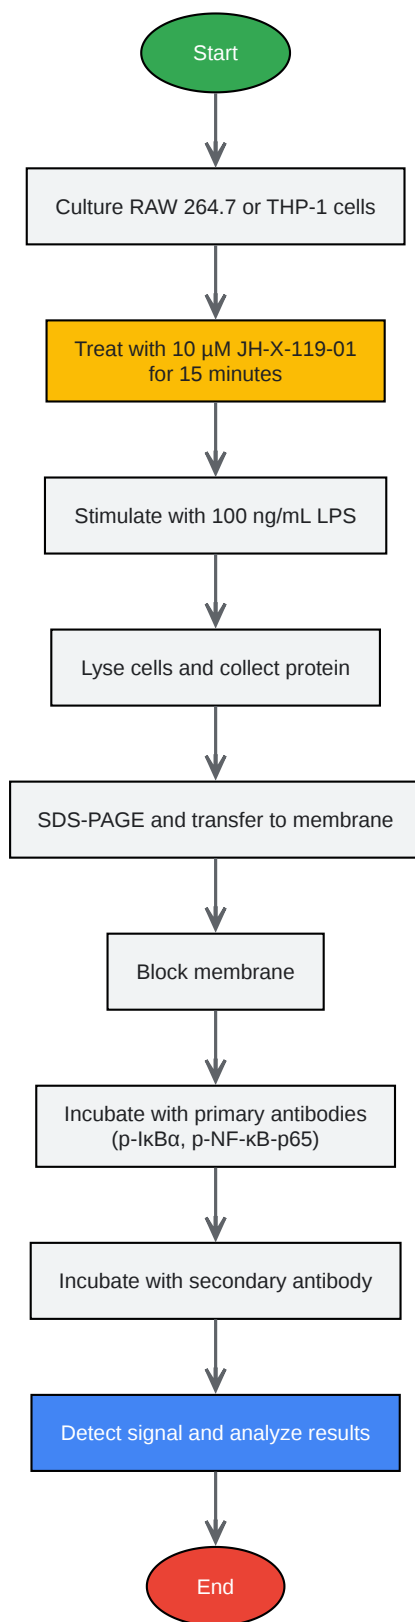 Start
Culture RAW 264.7 or THP-1 cells
Treat with 10 µM JH-X-119-01
for 15 minutes
Stimulate with 100 ng/mL LPS
Lyse cells and collect protein
SDS-PAGE and transfer to membrane
Block membrane
Incubate with primary antibodies
(p-IκBα, p-NF-κB-p65)
Incubate with secondary antibody
Detect signal and analyze results
End